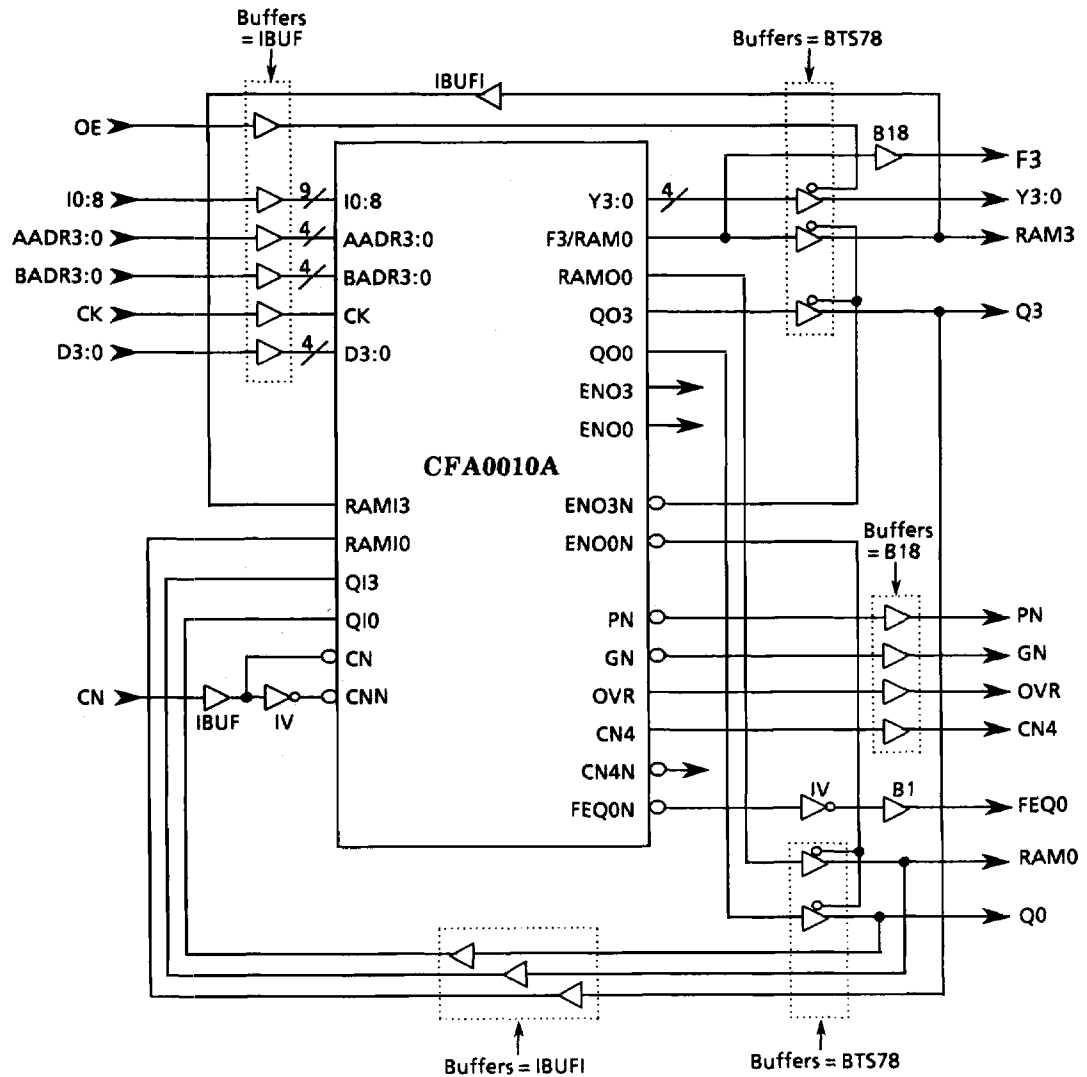 Buffers
= IBUF
Buffers = BTS78
IBUFI
OE
B18
F3
I0:8
9
I0:8
Y3:0
4
Y3:0
AADR3:0
4
AADR3:0
F3/RAM0
RAM3
BADR3:0
4
BADR3:0
RAMO0
CK
CK
QO3
Q3
D3:0
4
D3:0
QO0
ENO3
ENO0
CFA0010A
RAMI3
ENO3N
RAMI0
ENO0N
Buffers
= B18
QI3
QI0
PN
PN
CN
GN
GN
CN
IBUF
IV
CNN
OVR
OVR
CN4
CN4
CN4N
IV
B1
FEQ0N
FEQ0
RAM0
Q0
Buffers = IBUFI
Buffers = BTS78